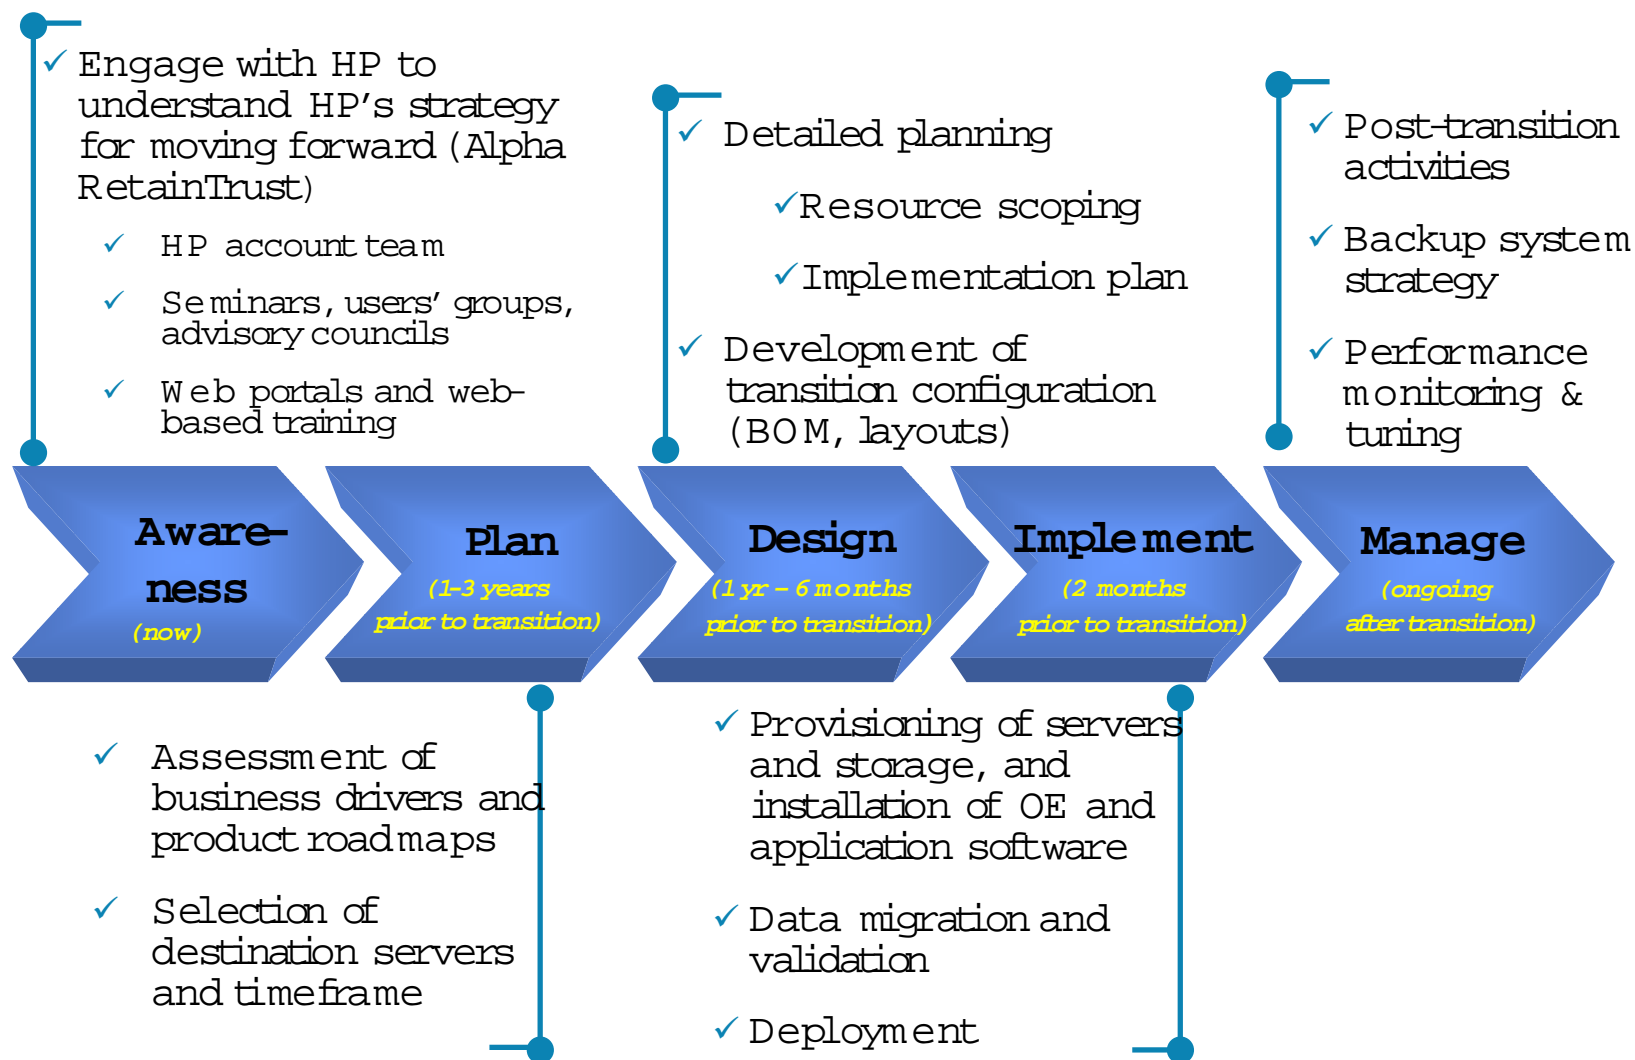 ✓ Engage with HP to
understand HP's strategy
for moving forward (Alpha
RetainTrust)
✓ HP account team
✓ Seminars, users' groups,
advisory councils
✓ Web portals and web-
based training
✓ Detailed planning
✓ Resource scoping
✓ Implementation plan
✓ Development of
transition configuration
(BOM, layouts)
✓ Post-transition
activities
✓ Backup system
strategy
✓ Performance
monitoring &
tuning
Aware-
ness
(now)
Plan
(1-3 years
prior to transition)
Design
(1 yr – 6 months
prior to transition)
Implement
(2 months
prior to transition)
Manage
(ongoing
after transition)
✓ Assessment of
business drivers and
product roadmaps
✓ Selection of
destination servers
and timeframe
✓ Provisioning of servers
and storage, and
installation of OE and
application software
✓ Data migration and
validation
✓ Deployment